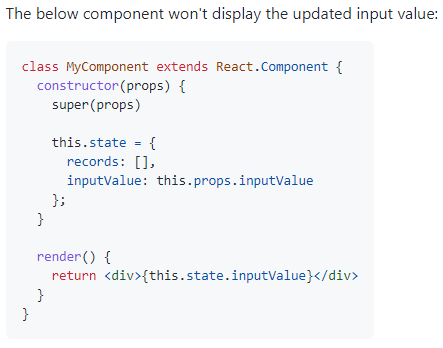 The below component won't display the updated input value:
class MyComponent extends React.Component {
  constructor(props) {
    super(props)

    this.state = {
      records: [],
      inputValue: this.props.inputValue
    };
  }

  render() {
    return <div>{this.state.inputValue}</div>
  }
}